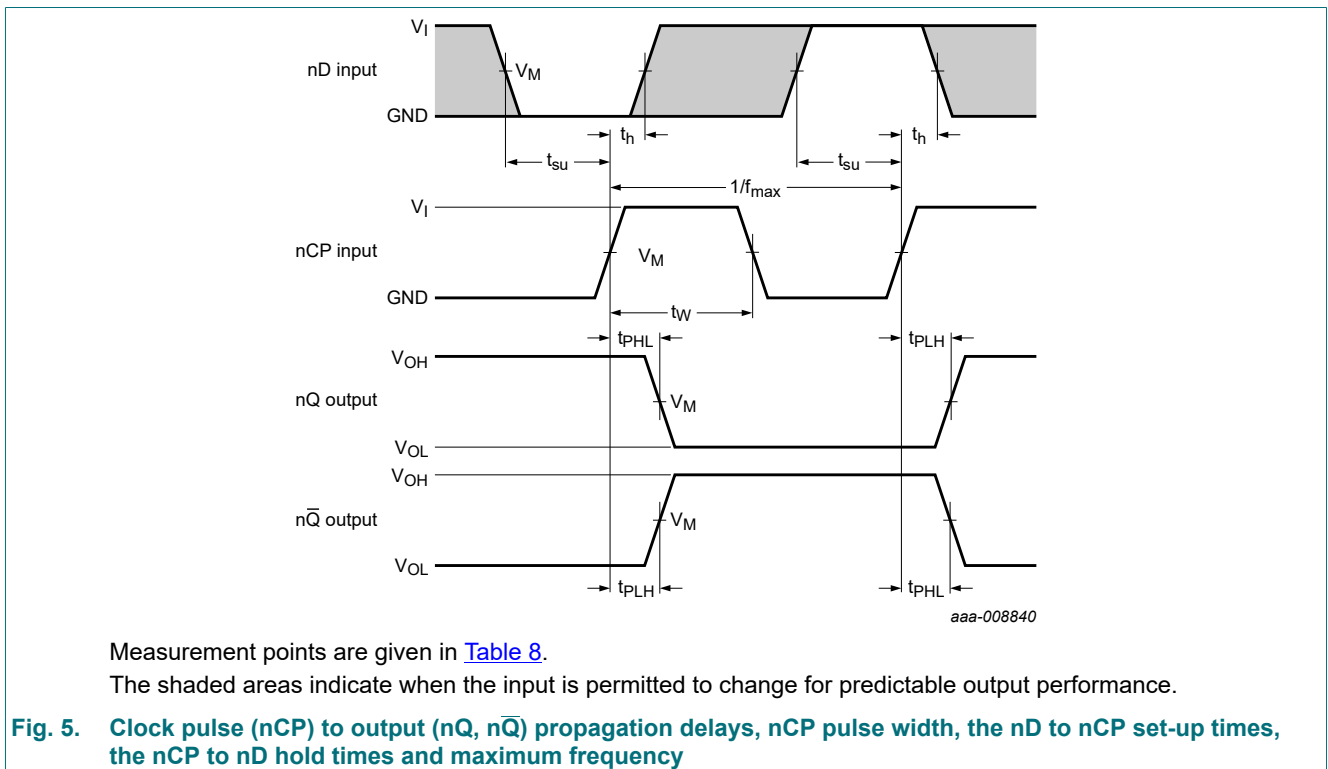 VI
nD input
VM
GND
th
th
tsu
tsu
1/fmax
VI
nCP input
VM
GND
tW
tPHL
tPLH
VOH
nQ output
VM
VOL
VOH
nQ̅ output
VM
VOL
tPLH
tPHL
aaa-008840
Measurement points are given in Table 8.
The shaded areas indicate when the input is permitted to change for predictable output performance.
Fig. 5. Clock pulse (nCP) to output (nQ, nQ̅) propagation delays, nCP pulse width, the nD to nCP set-up times,
the nCP to nD hold times and maximum frequency